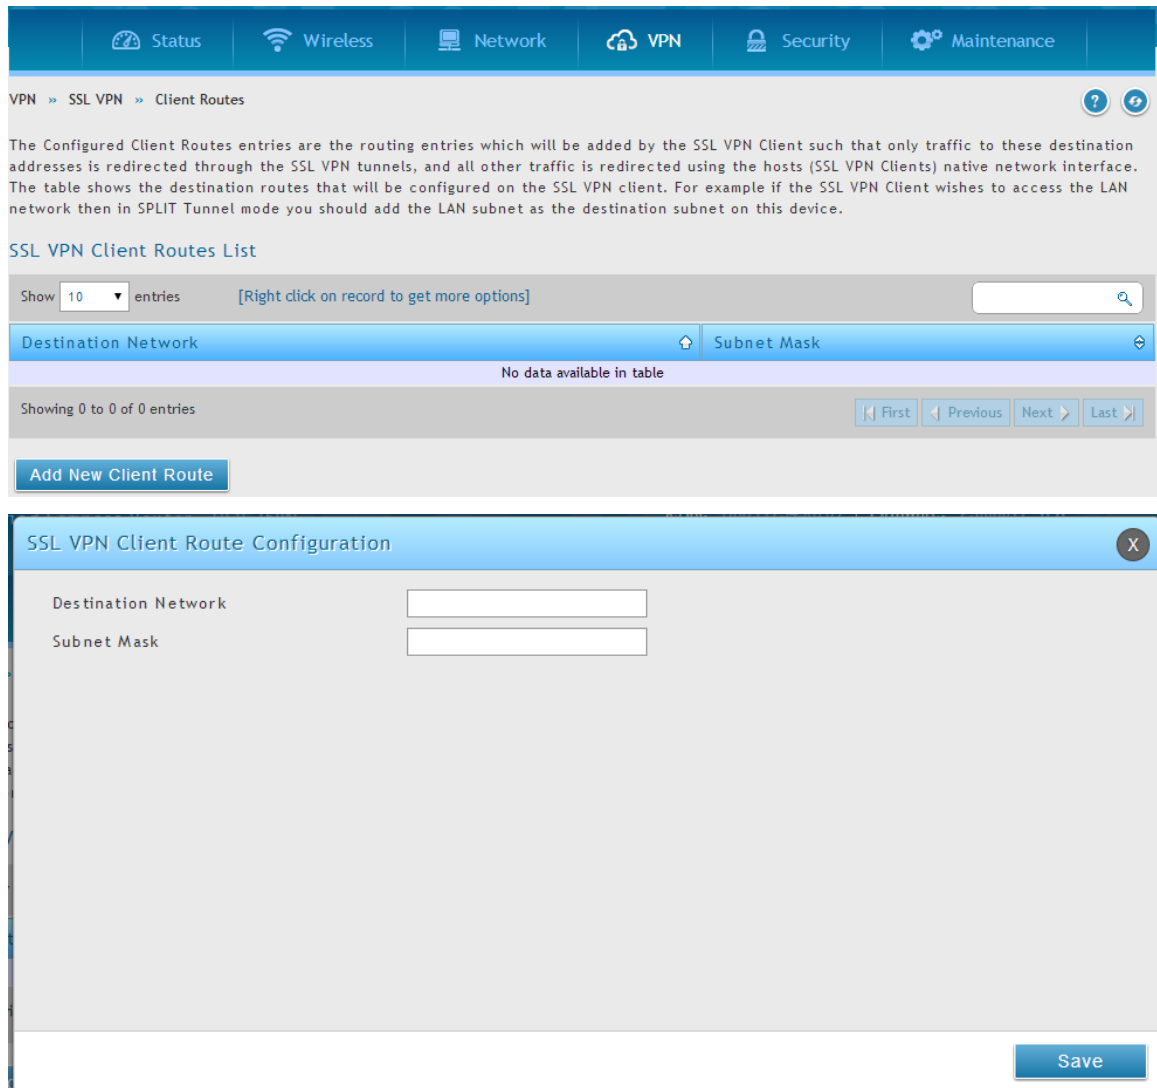 Status Wireless Network VPN Security Maintenance
VPN » SSL VPN » Client Routes
The Configured Client Routes entries are the routing entries which will be added by the SSL VPN Client such that only traffic to these destination
addresses is redirected through the SSL VPN tunnels, and all other traffic is redirected using the hosts (SSL VPN Clients) native network interface.
The table shows the destination routes that will be configured on the SSL VPN client. For example if the SSL VPN Client wishes to access the LAN
network then in SPLIT Tunnel mode you should add the LAN subnet as the destination subnet on this device.
SSL VPN Client Routes List
Show 10 entries [Right click on record to get more options]
Destination Network Subnet Mask
No data available in table
Showing 0 to 0 of 0 entries First Previous Next Last
Add New Client Route
SSL VPN Client Route Configuration X
Destination Network
Subnet Mask
Save